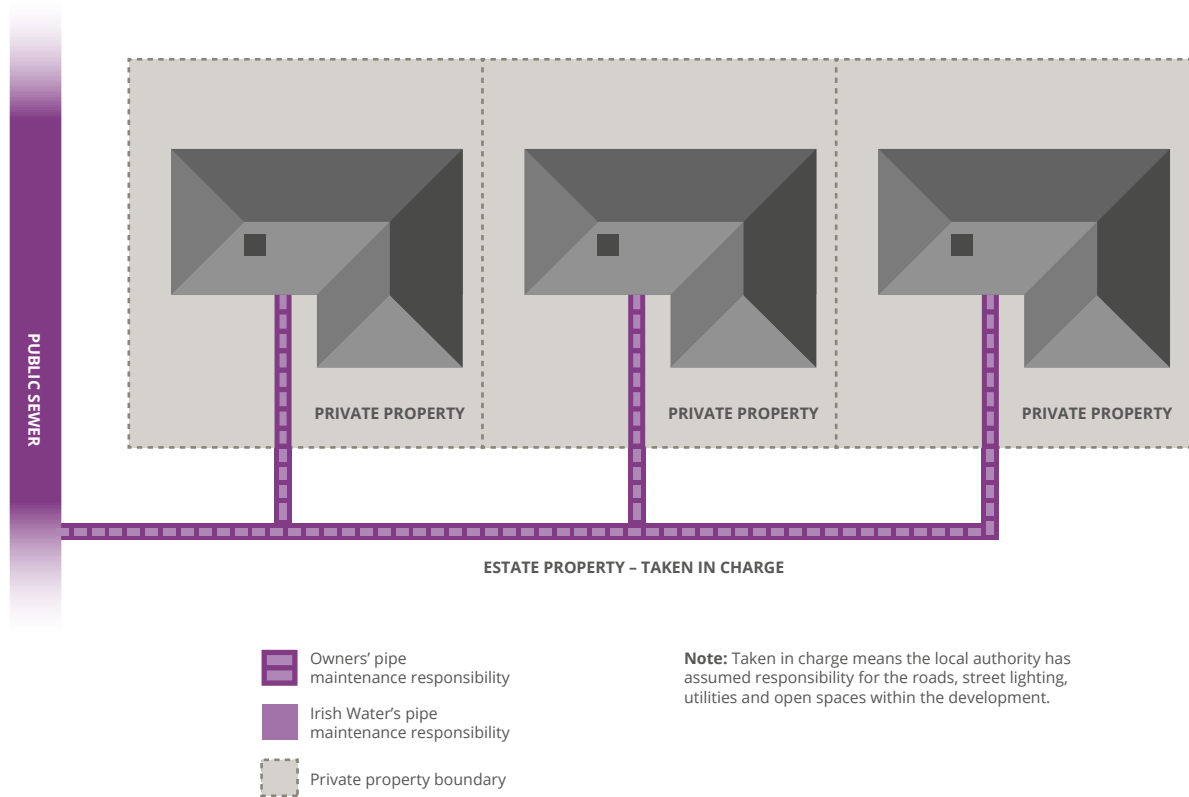 PUBLIC SEWER
PRIVATE PROPERTY
PRIVATE PROPERTY
PRIVATE PROPERTY
ESTATE PROPERTY – TAKEN IN CHARGE
Owners’ pipe
maintenance responsibility
Irish Water’s pipe
maintenance responsibility
Private property boundary
Note: Taken in charge means the local authority has
assumed responsibility for the roads, street lighting,
utilities and open spaces within the development.